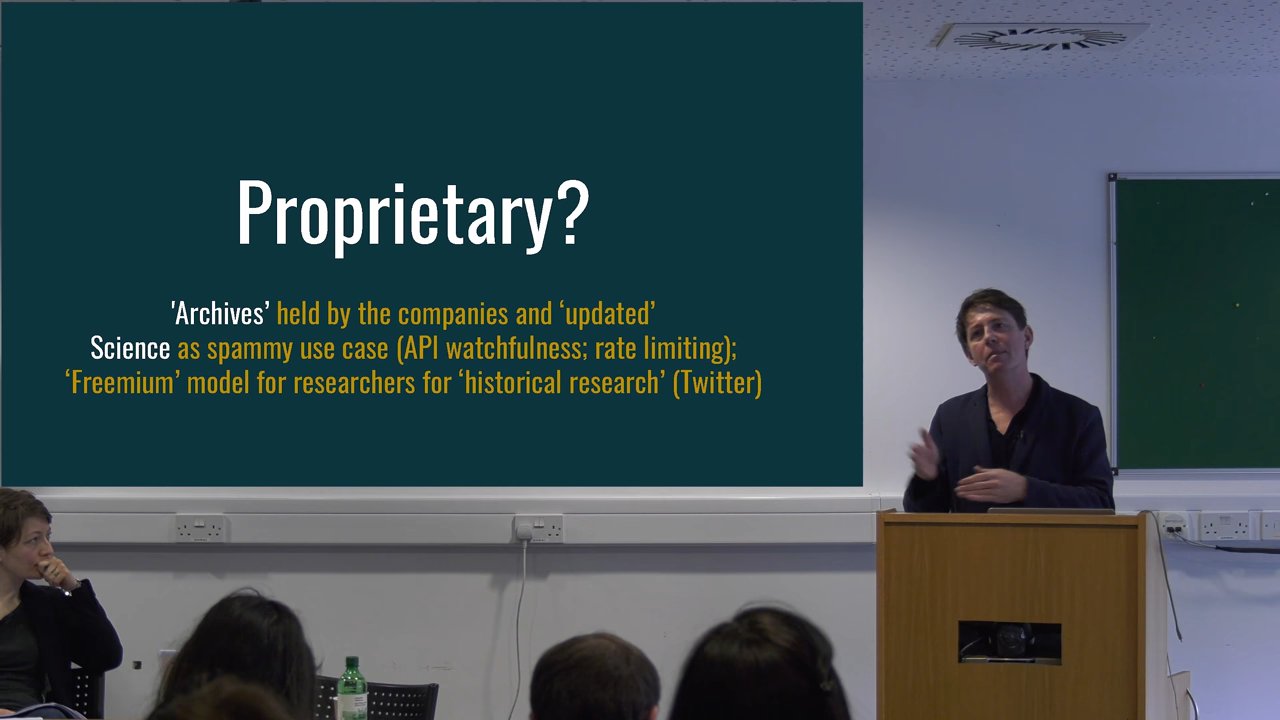 Proprietary?
'Archives’ held by the companies and ‘updated’
Science as spammy use case (API watchfulness; rate limiting);
‘Freemium’ model for researchers for ‘historical research’ (Twitter)